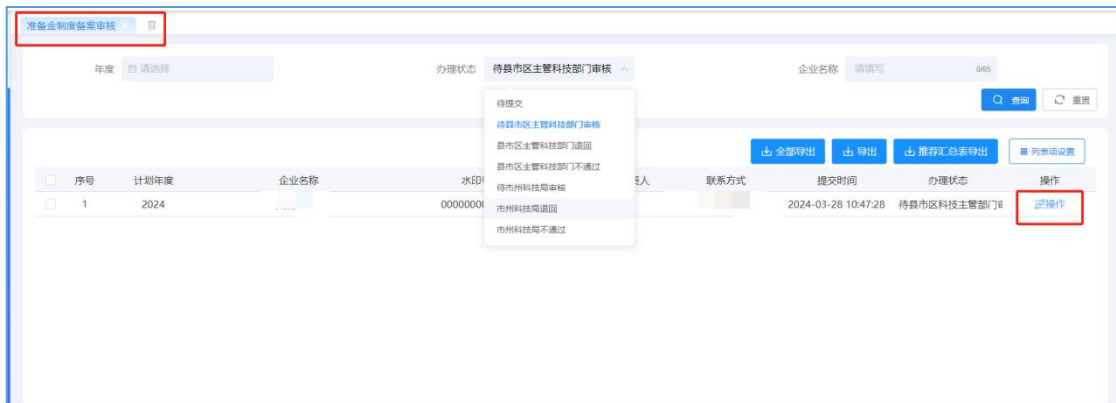 准备金制度备案审核
年度 请选择 办理状态 待县市区主管科技部门审核 企业名称 请填写 0/65
查询 重置
待提交
待县市区主管科技部门审核
县市区主管科技部门退回
县市区主管科技部门不通过
待市州科技局审核
市州科技局退回
市州科技局不通过
全部导出 导出 推荐汇总表导出 列表项设置
序号 计划年度 企业名称 水印 人 联系方式 提交时间 办理状态 操作
1 2024 0000000 2024-03-28 10:47:28 待县市区科技主管部门 操作